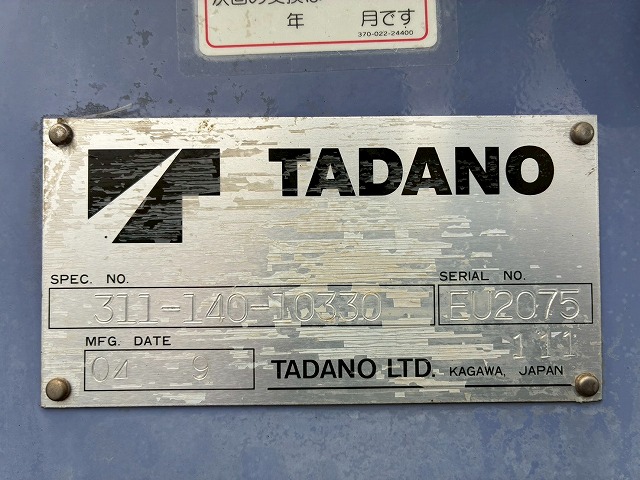 年 月です
370-022-24400
TADANO
SPEC. NO. SERIAL NO.
311-140-10330 EU2075
MFG. DATE 111
04 9 TADANO LTD. KAGAWA, JAPAN